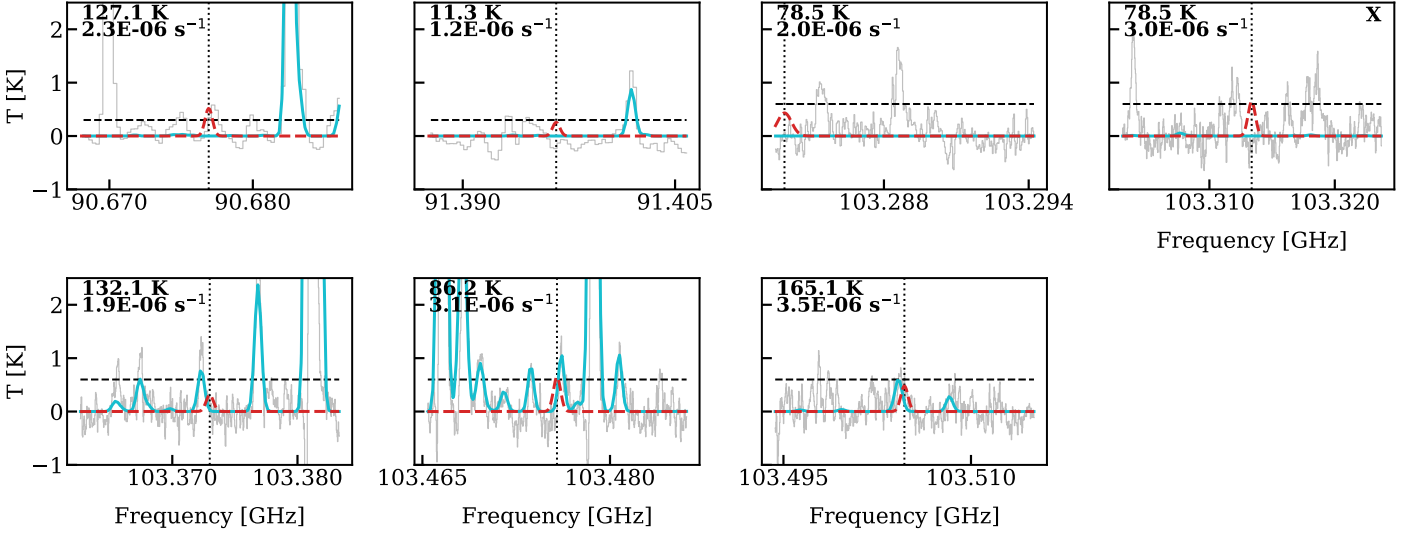 127.1 K
2.3E-06 s⁻¹
11.3 K
1.2E-06 s⁻¹
78.5 K
2.0E-06 s⁻¹
78.5 K
3.0E-06 s⁻¹
X
T [K]
2
1
0
−1
90.670 90.680
91.390 91.405
103.288 103.294
103.310 103.320
Frequency [GHz]
132.1 K
1.9E-06 s⁻¹
86.2 K
3.1E-06 s⁻¹
165.1 K
3.5E-06 s⁻¹
T [K]
2
1
0
−1
103.370 103.380
103.465 103.480
103.495 103.510
Frequency [GHz]
Frequency [GHz]
Frequency [GHz]